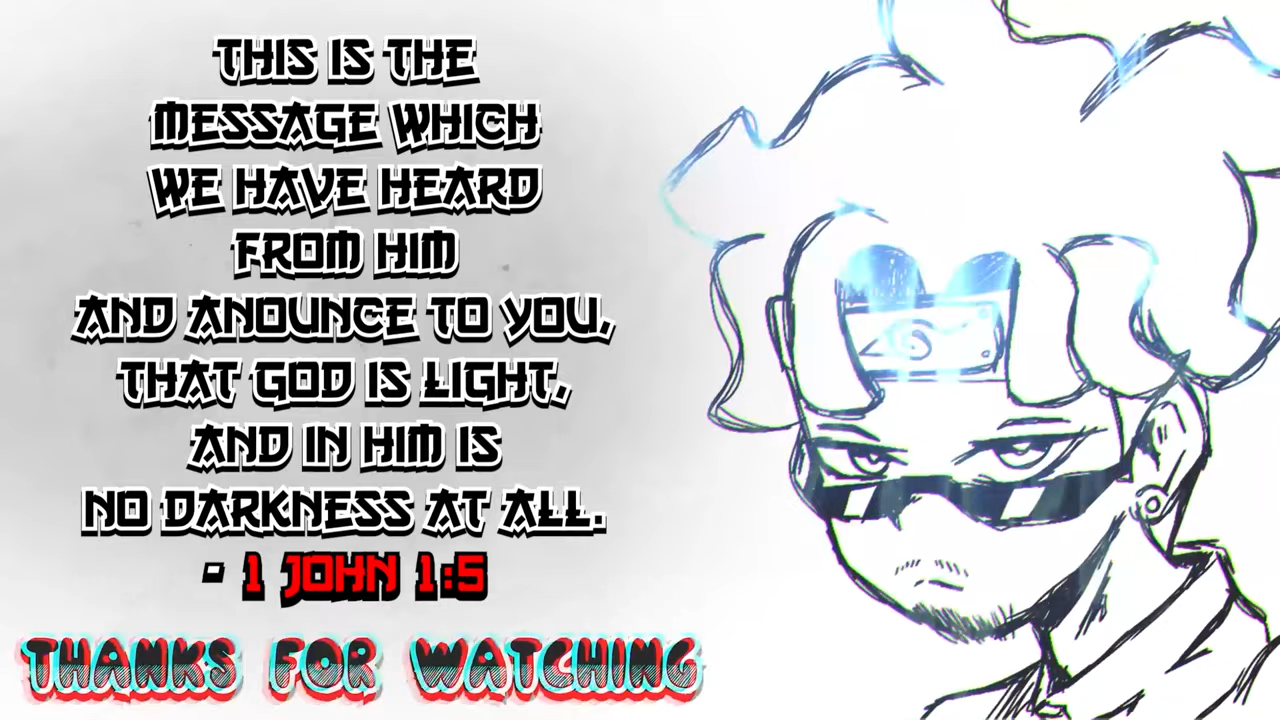 THIS IS THE
MESSAGE WHICH
WE HAVE HEARD
FROM HIM
AND ANOUNCE TO YOU,
THAT GOD IS LIGHT,
AND IN HIM IS
NO DARKNESS AT ALL.
- 1 JOHN 1:5
THANKS FOR WATCHING